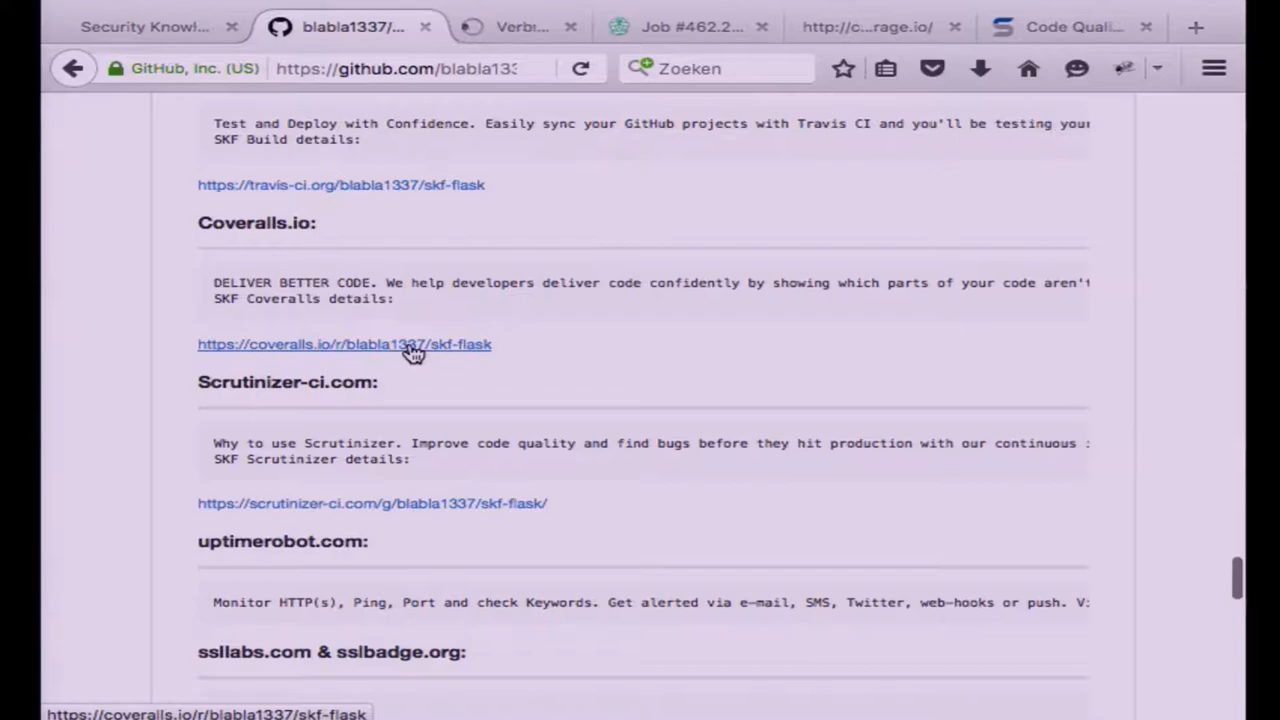 Security Knowl...
blabla1337/...
Verbi...
Job #462.2...
http://c...rage.io/
Code Quali...
GitHub, Inc. (US)
https://github.com/blabla133
Zoeken
Test and Deploy with Confidence. Easily sync your GitHub projects with Travis CI and you'll be testing your
SKF Build details:
https://travis-ci.org/blabla1337/skf-flask
Coveralls.io:
DELIVER BETTER CODE. We help developers deliver code confidently by showing which parts of your code aren't
SKF Coveralls details:
https://coveralls.io/r/blabla1337/skf-flask
Scrutinizer-ci.com:
Why to use Scrutinizer. Improve code quality and find bugs before they hit production with our continuous
SKF Scrutinizer details:
https://scrutinizer-ci.com/g/blabla1337/skf-flask/
uptimerobot.com:
Monitor HTTP(s), Ping, Port and check Keywords. Get alerted via e-mail, SMS, Twitter, web-hooks or push.
ssllabs.com & sslbadge.org:
https://coveralls.io/r/blabla1337/skf-flask